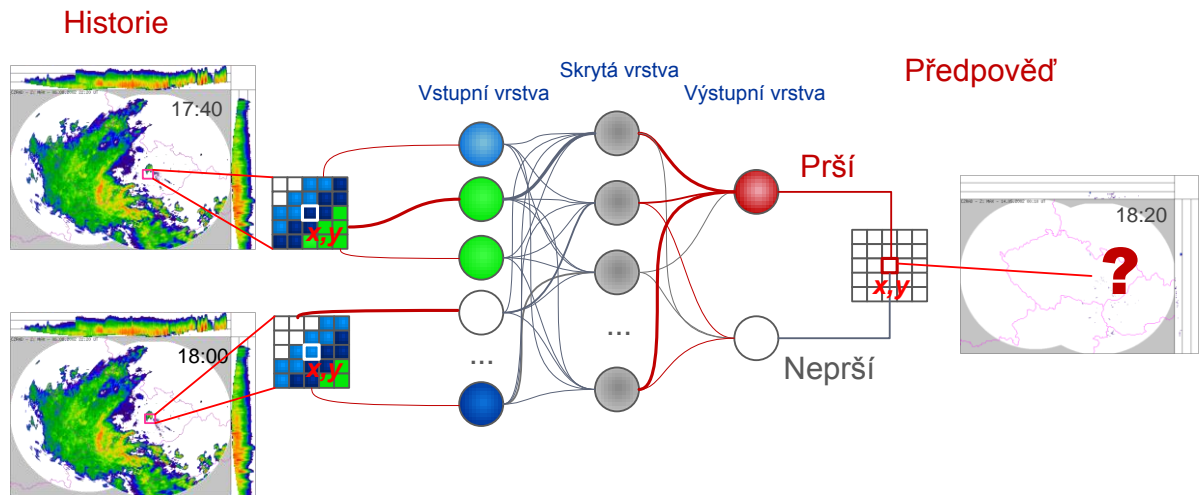 Historie
Předpověď
Skrytá vrstva
Vstupní vrstva
Výstupní vrstva
17:40
Prší
18:20
x,y
?
x,y
...
18:00
...
Neprší
x,y